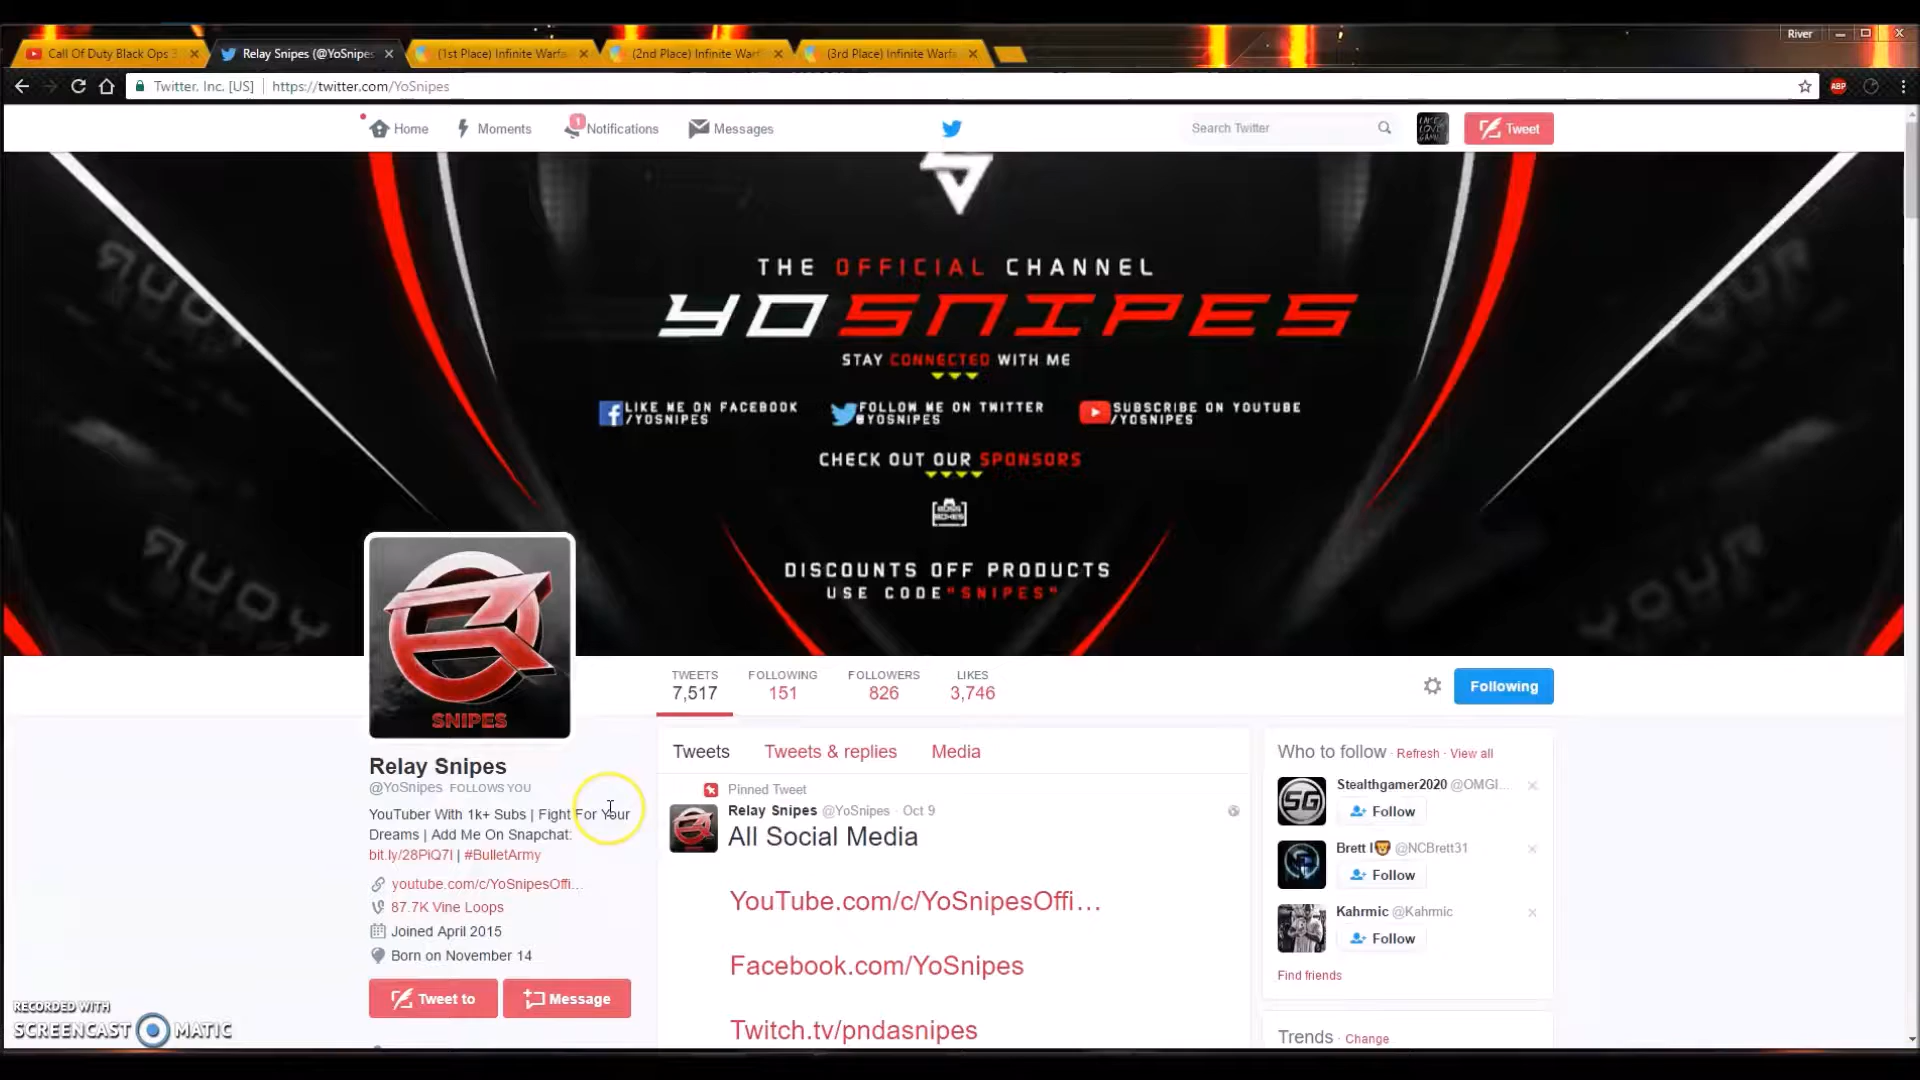 River
Call Of Duty Black Ops 3
Relay Snipes (@YoSnipes
(1st Place) Infinite Warfa
(2nd Place) Infinite Warf
(3rd Place) Infinite Warfa
Twitter, Inc. [US] https://twitter.com/YoSnipes
ABP
Home
Moments
1
Notifications
Messages
Search Twitter
Tweet
THE OFFICIAL CHANNEL
YOSNIPES
STAY CONNECTED WITH ME
LIKE ME ON FACEBOOK
/YOSNIPES
FOLLOW ME ON TWITTER
@YOSNIPES
SUBSCRIBE ON YOUTUBE
/YOSNIPES
CHECK OUT OUR SPONSORS
BOSS
BOXES
DISCOUNTS OFF PRODUCTS
USE CODE"SNIPES"
SNIPES
TWEETS
7,517
FOLLOWING
151
FOLLOWERS
826
LIKES
3,746
Following
Relay Snipes
@YoSnipes FOLLOWS YOU
YouTuber With 1k+ Subs | Fight For Your
Dreams | Add Me On Snapchat:
bit.ly/28PiQ7l | #BulletArmy
youtube.com/c/YoSnipesOffi…
87.7K Vine Loops
Joined April 2015
Born on November 14
Tweet to
Message
Tweets
Tweets & replies
Media
Pinned Tweet
Relay Snipes @YoSnipes · Oct 9
All Social Media
YouTube.com/c/YoSnipesOffi…
Facebook.com/YoSnipes
Twitch.tv/pndasnipes
Who to follow · Refresh · View all
SG
Stealthgamer2020 @OMGI…
Follow
Brett I @NCBrett31
Follow
Kahrmic @Kahrmic
Follow
Find friends
Trends · Change
RECORDED WITH
SCREENCAST MATIC